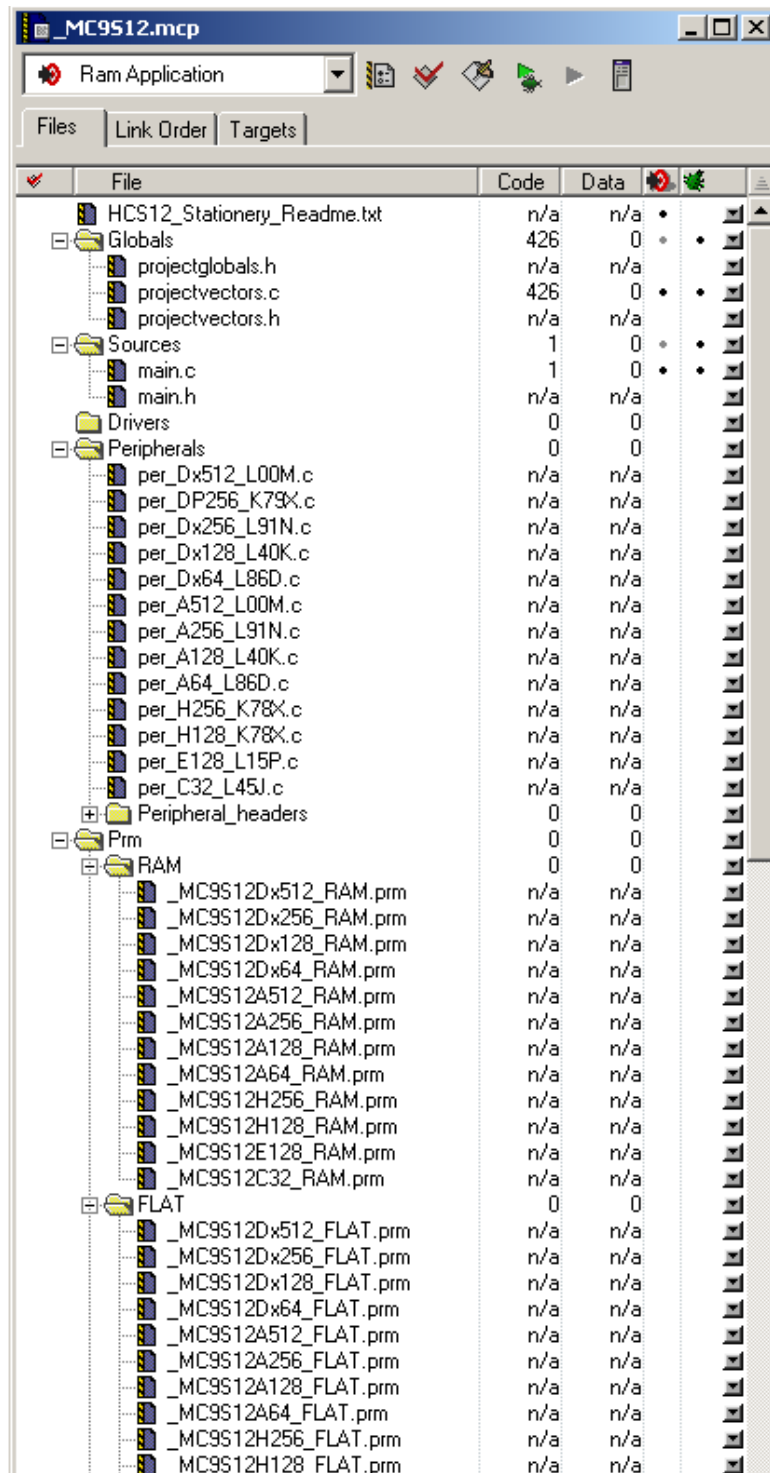 _MC9S12.mcp
Ram Application
Files Link Order Targets
File Code Data
HCS12_Stationery_Readme.txt n/a n/a
Globals 426 0
projectglobals.h n/a n/a
projectvectors.c 426 0
projectvectors.h n/a n/a
Sources 1 0
main.c 1 0
main.h n/a n/a
Drivers 0 0
Peripherals 0 0
per_Dx512_L00M.c n/a n/a
per_DP256_K79X.c n/a n/a
per_Dx256_L91N.c n/a n/a
per_Dx128_L40K.c n/a n/a
per_Dx64_L86D.c n/a n/a
per_A512_L00M.c n/a n/a
per_A256_L91N.c n/a n/a
per_A128_L40K.c n/a n/a
per_A64_L86D.c n/a n/a
per_H256_K78X.c n/a n/a
per_H128_K78X.c n/a n/a
per_E128_L15P.c n/a n/a
per_C32_L45J.c n/a n/a
Peripheral_headers 0 0
Prm 0 0
RAM 0 0
_MC9S12Dx512_RAM.prm n/a n/a
_MC9S12Dx256_RAM.prm n/a n/a
_MC9S12Dx128_RAM.prm n/a n/a
_MC9S12Dx64_RAM.prm n/a n/a
_MC9S12A512_RAM.prm n/a n/a
_MC9S12A256_RAM.prm n/a n/a
_MC9S12A128_RAM.prm n/a n/a
_MC9S12A64_RAM.prm n/a n/a
_MC9S12H256_RAM.prm n/a n/a
_MC9S12H128_RAM.prm n/a n/a
_MC9S12E128_RAM.prm n/a n/a
_MC9S12C32_RAM.prm n/a n/a
FLAT 0 0
_MC9S12Dx512_FLAT.prm n/a n/a
_MC9S12Dx256_FLAT.prm n/a n/a
_MC9S12Dx128_FLAT.prm n/a n/a
_MC9S12Dx64_FLAT.prm n/a n/a
_MC9S12A512_FLAT.prm n/a n/a
_MC9S12A256_FLAT.prm n/a n/a
_MC9S12A128_FLAT.prm n/a n/a
_MC9S12A64_FLAT.prm n/a n/a
_MC9S12H256_FLAT.prm n/a n/a
_MC9S12H128_FLAT.prm n/a n/a